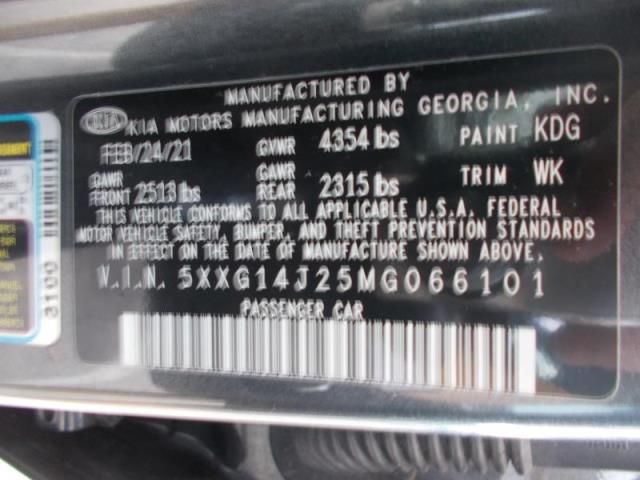 MANUFACTURED BY
KIA KIA MOTORS MANUFACTURING GEORGIA, INC.
FEB/24/21 GVWR 4354 lbs PAINT KDG
GAWR FRONT 2513 lbs GAWR REAR 2315 lbs TRIM WK
THIS VEHICLE CONFORMS TO ALL APPLICABLE U.S.A. FEDERAL
MOTOR VEHICLE SAFETY, BUMPER, AND THEFT PREVENTION STANDARDS
IN EFFECT ON THE DATE OF MANUFACTURE SHOWN ABOVE.
V.I.N. 5XXG14J25MG066101
PASSENGER CAR